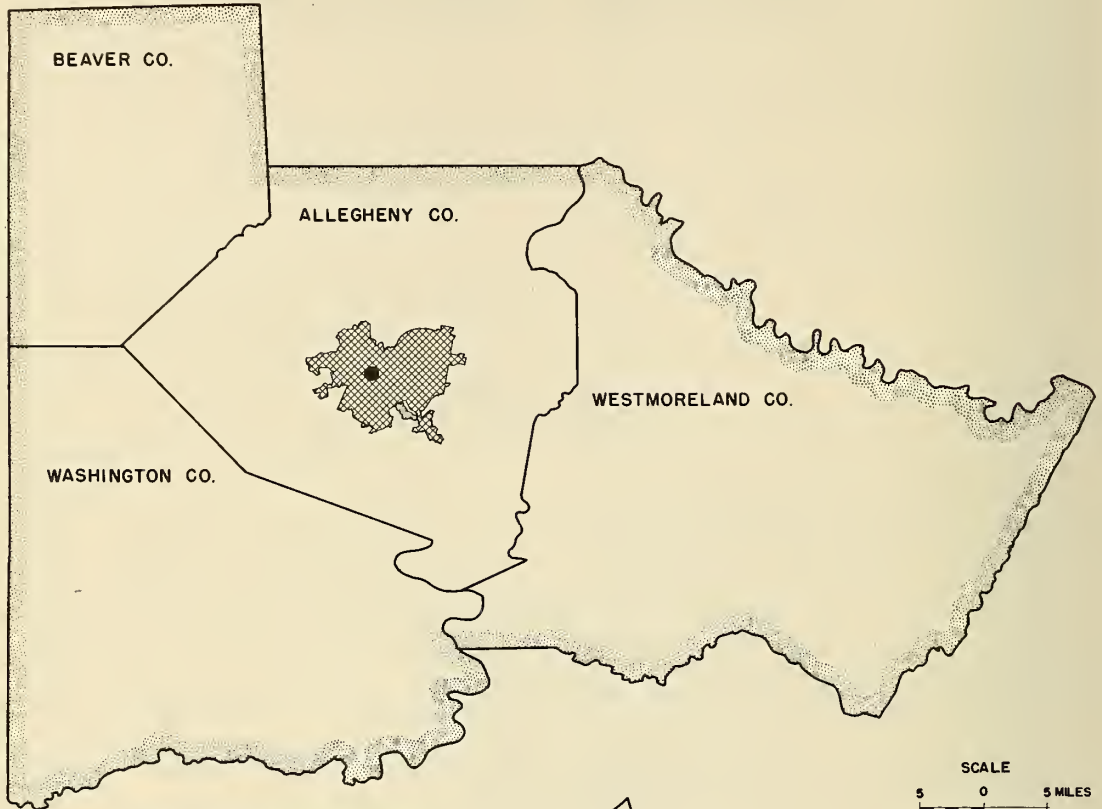 BEAVER CO.
ALLEGHENY CO.
WESTMORELAND CO.
WASHINGTON CO.
SCALE
5 0 5 MILES